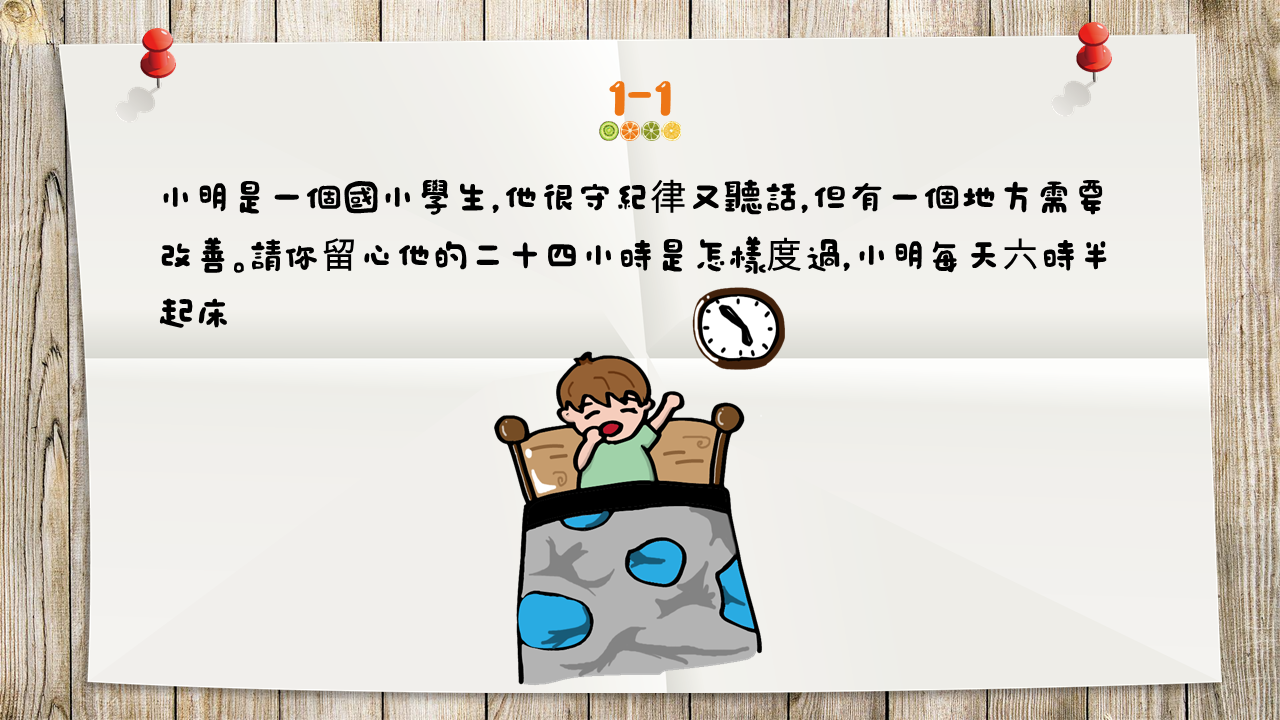 1-1
小明是一個國小學生,他很守紀律又聽話,但有一個地方需要
改善。請你留心他的二十四小時是怎樣度過,小明每天六時半
起床